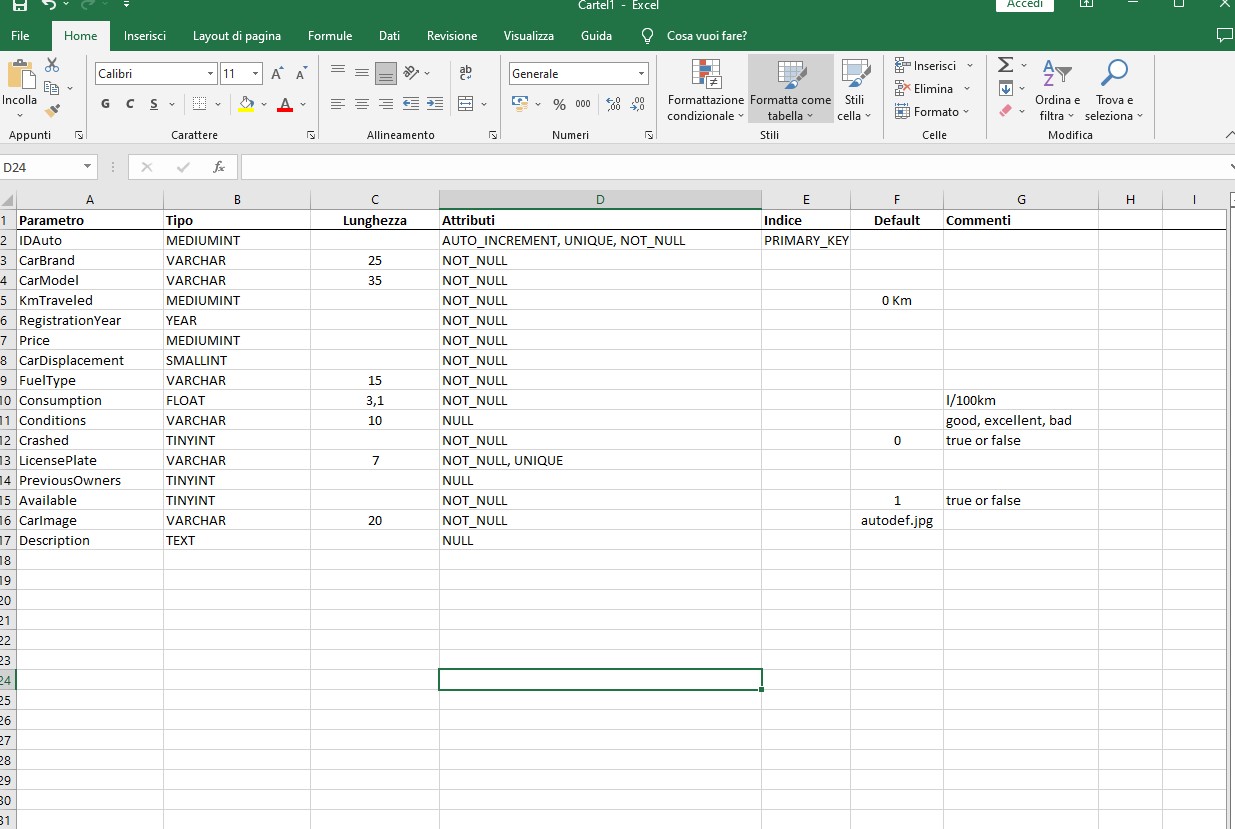 Cartel1 - Excel
Accedi
File Home Inserisci Layout di pagina Formule Dati Revisione Visualizza Guida Cosa vuoi fare?
Incolla
Calibri 11
G C S
A A
ab
Generale
% 000
Formattazione condizionale
Formatta come tabella
Stili cella
Inserisci
Elimina
Formato
Ordina e filtra
Trova e seleziona
Appunti Carattere Allineamento Numeri Stili Celle Modifica
D24 fx
A B C D E F G H I
1 Parametro Tipo Lunghezza Attributi Indice Default Commenti
2 IDAuto MEDIUMINT AUTO_INCREMENT, UNIQUE, NOT_NULL PRIMARY_KEY
3 CarBrand VARCHAR 25 NOT_NULL
4 CarModel VARCHAR 35 NOT_NULL
5 KmTraveled MEDIUMINT NOT_NULL 0 Km
6 RegistrationYear YEAR NOT_NULL
7 Price MEDIUMINT NOT_NULL
8 CarDisplacement SMALLINT NOT_NULL
9 FuelType VARCHAR 15 NOT_NULL
10 Consumption FLOAT 3,1 NOT_NULL l/100km
11 Conditions VARCHAR 10 NULL good, excellent, bad
12 Crashed TINYINT NOT_NULL 0 true or false
13 LicensePlate VARCHAR 7 NOT_NULL, UNIQUE
14 PreviousOwners TINYINT NULL
15 Available TINYINT NOT_NULL 1 true or false
16 CarImage VARCHAR 20 NOT_NULL autodef.jpg
17 Description TEXT NULL
18
19
20
21
22
23
24
25
26
27
28
29
30
31